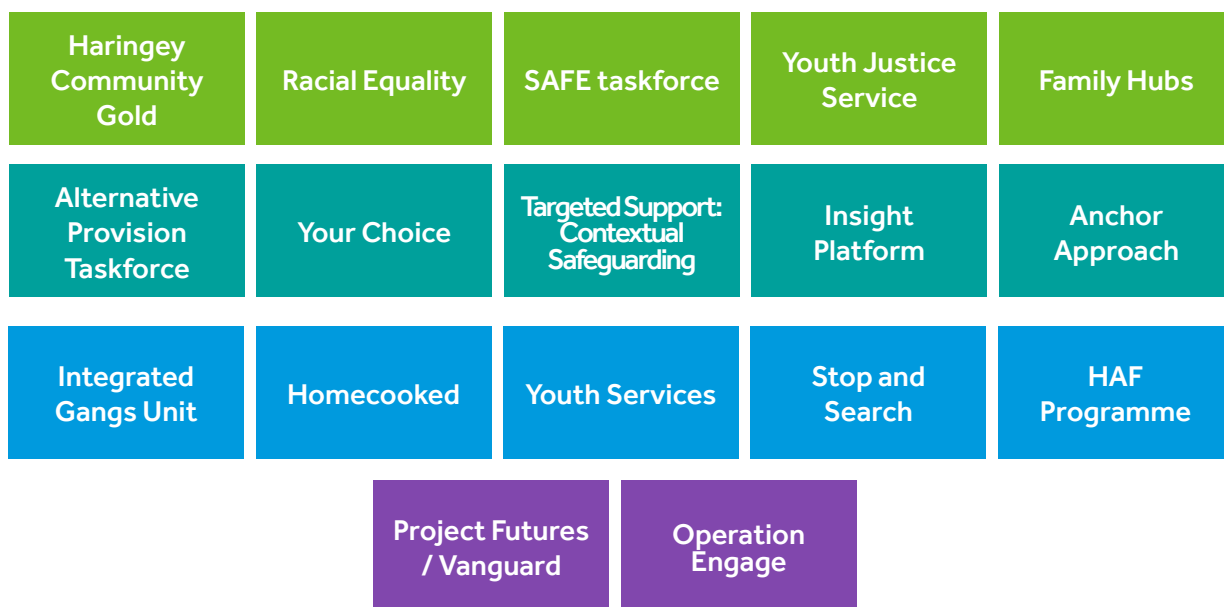 Haringey
Community
Gold
Racial Equality
SAFE taskforce
Youth Justice
Service
Family Hubs
Alternative
Provision
Taskforce
Your Choice
Targeted Support:
Contextual
Safeguarding
Insight
Platform
Anchor
Approach
Integrated
Gangs Unit
Homecooked
Youth Services
Stop and
Search
HAF
Programme
Project Futures
/ Vanguard
Operation
Engage